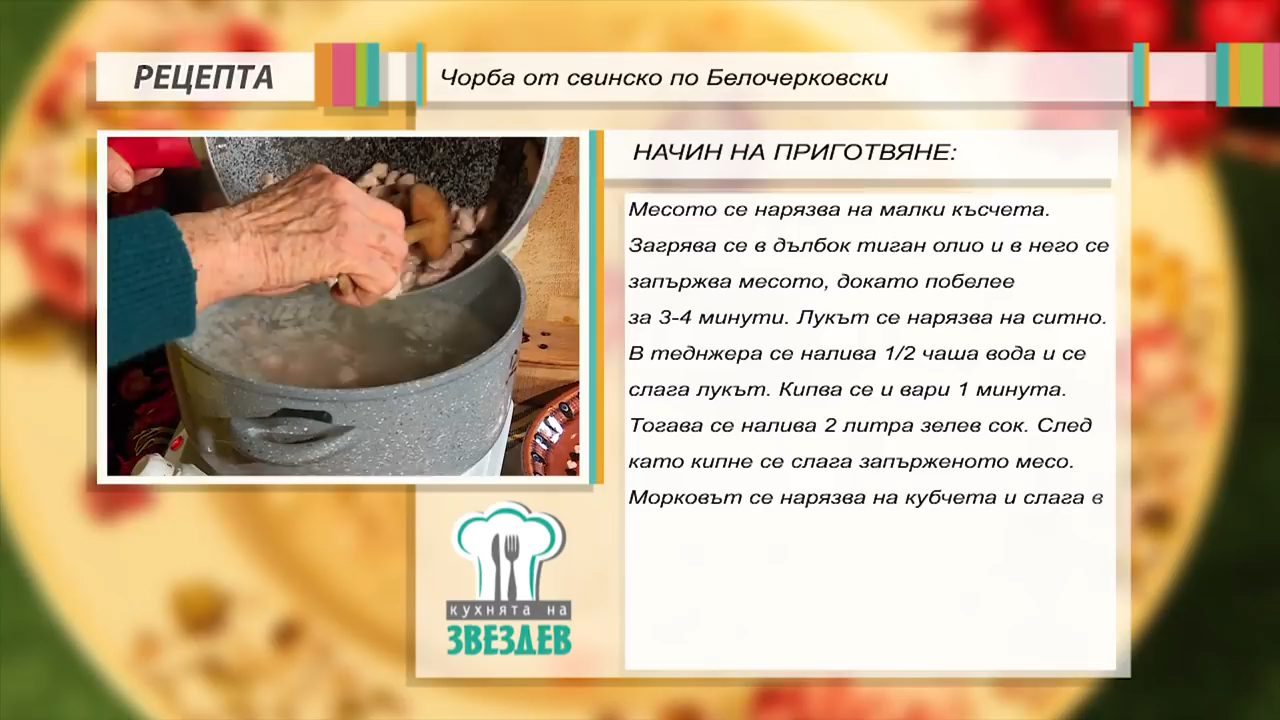 РЕЦЕПТА
Чорба от свинско по Белочерковски
НАЧИН НА ПРИГОТВЯНЕ:
Месото се нарязва на малки късчета.
Загрява се в дълбок тиган олио и в него се
запържва месото, докато побелее
за 3-4 минути. Лукът се нарязва на ситно.
В теднжера се налива 1/2 чаша вода и се
слага лукът. Кипва се и вари 1 минута.
Тогава се налива 2 литра зелев сок. След
като кипне се слага запърженото месо.
Морковът се нарязва на кубчета и слага в
кухнята на
ЗВЕЗДЕВ